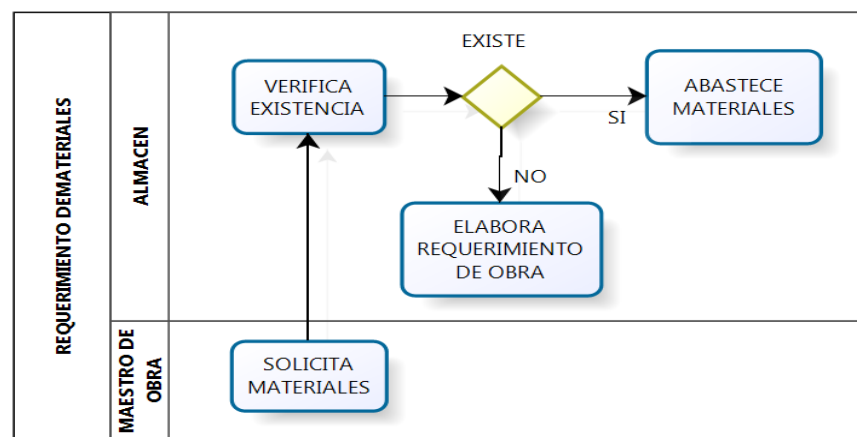 REQUERIMIENTO DEMATERIALES
ALMACEN
VERIFICA
EXISTENCIA
EXISTE
SI
ABASTECE
MATERIALES
NO
ELABORA
REQUERIMIENTO
DE OBRA
MAESTRO DE
OBRA
SOLICITA
MATERIALES